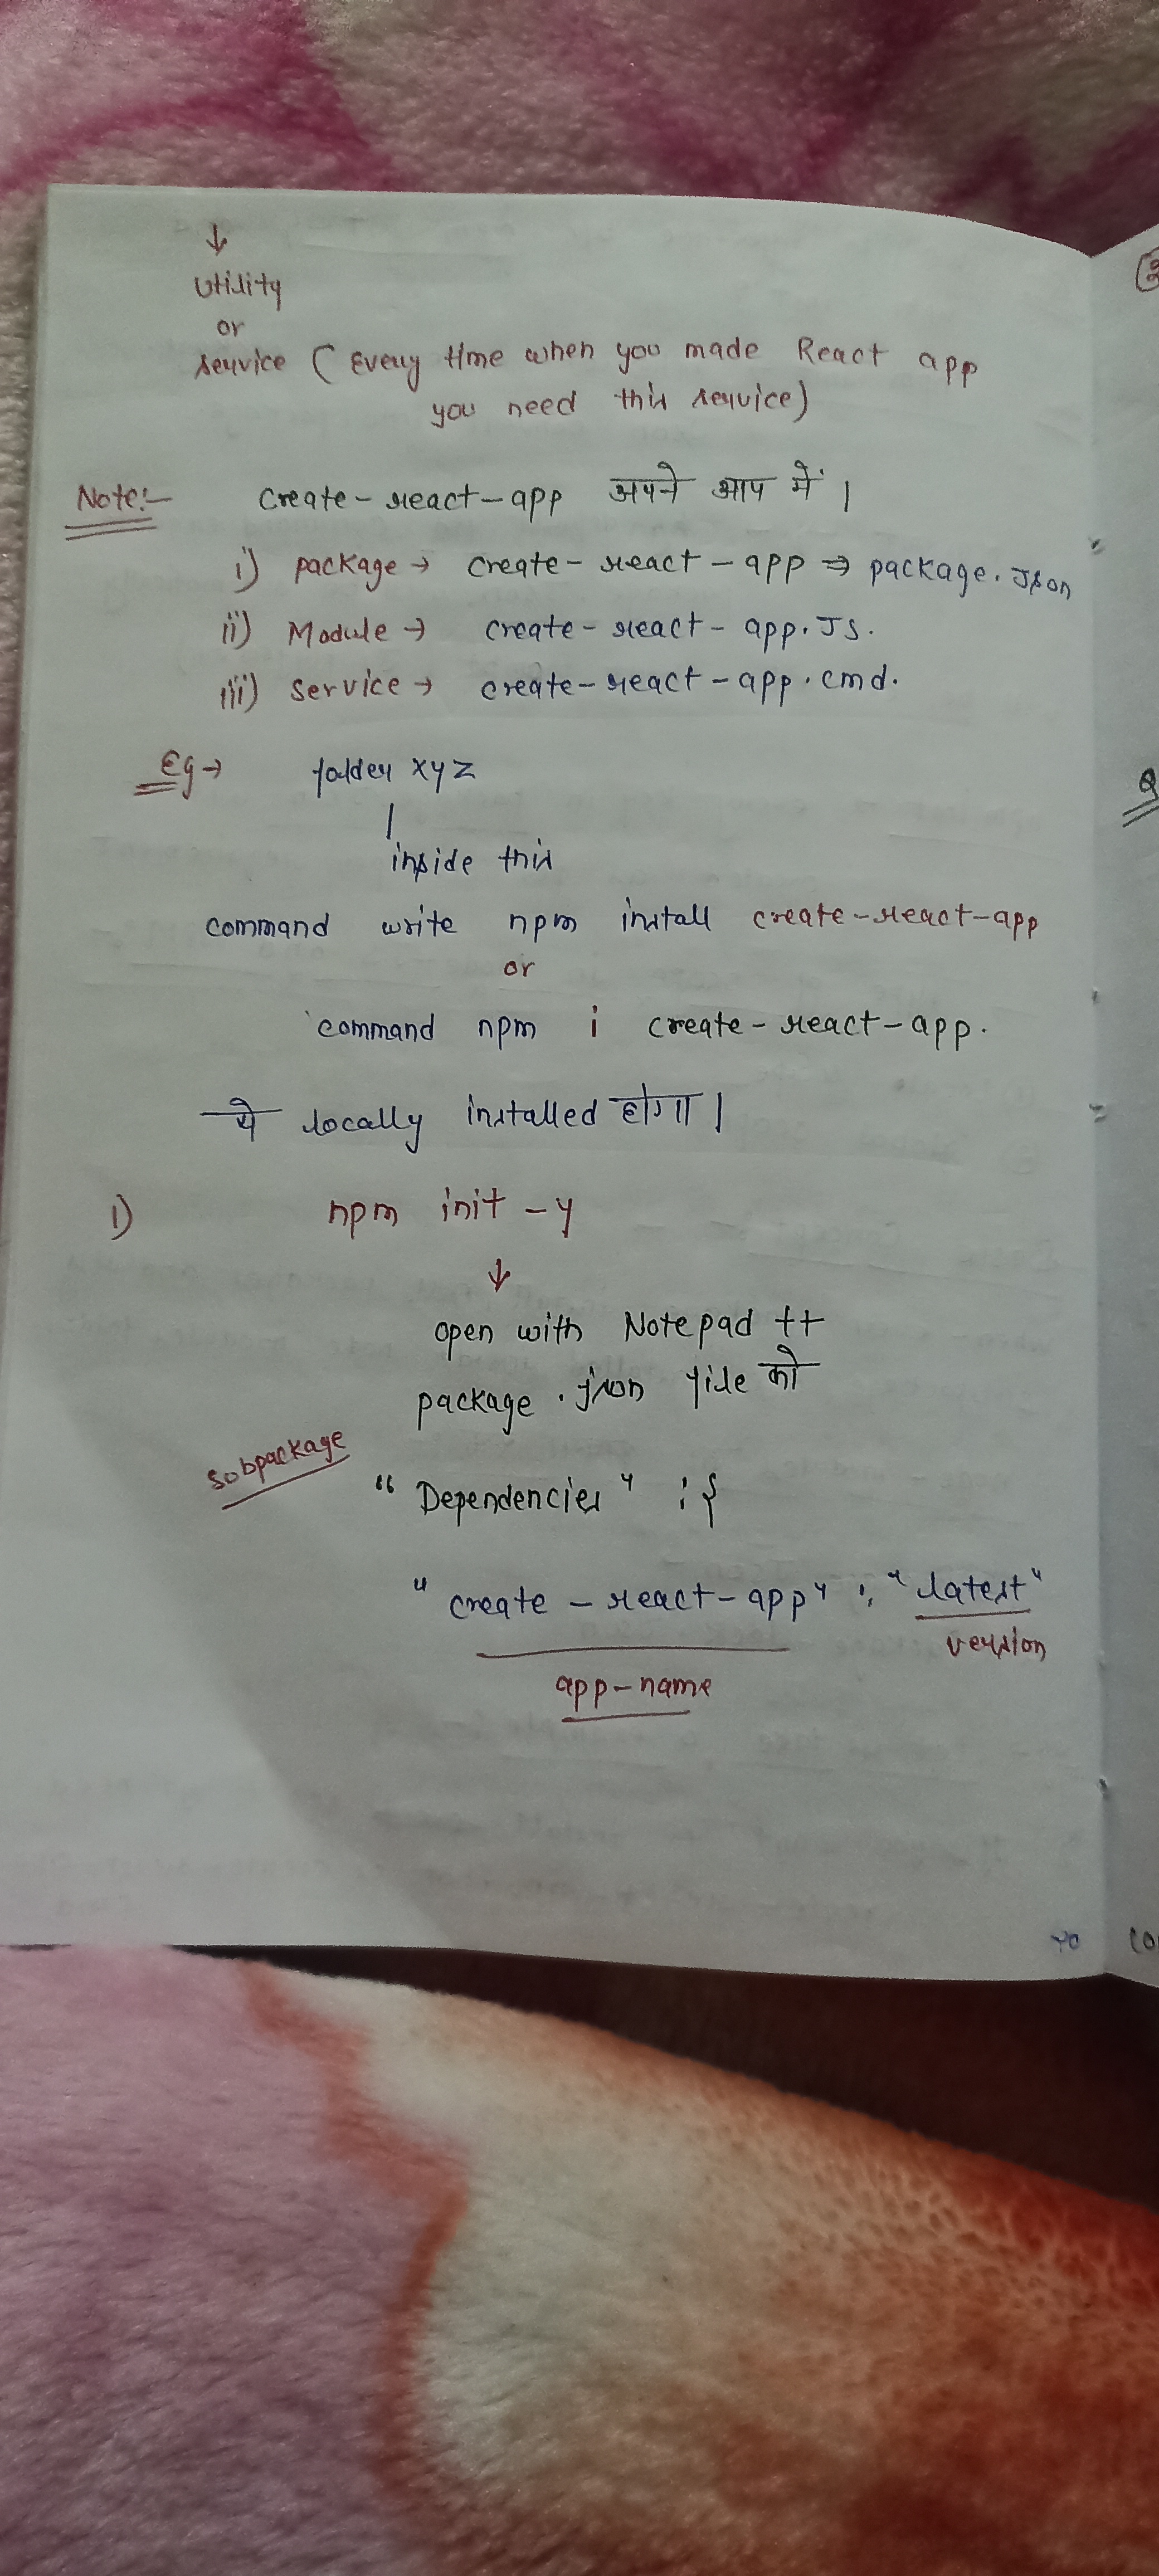 ↓
Utility
or
service ( Every time when you made React app
you need this service)
Note:- create-react-app अपने आप में |
i) package → create-react-app ⇒ package.Json
ii) Module → create-react-app.JS.
iii) service → create-react-app.cmd.
Eg → folder xyz
|
inside this
command write npm install create-react-app
or
command npm i create-react-app.
ये locally installed होगा |
1) npm init -y
↓
open with Notepad ++
package.json file को
Subpackage
"Dependencies" : {
"create-react-app" : "latest"
version
app-name